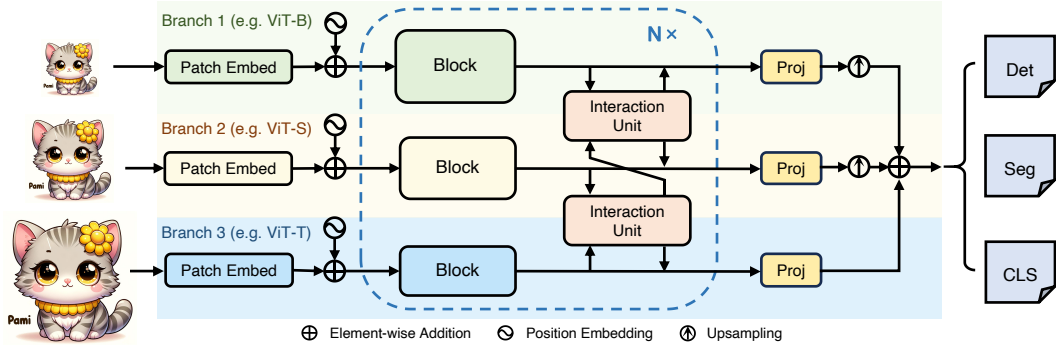 Branch 1 (e.g. ViT-B)
N ×
Pami
Patch Embed
Block
Proj
Det
Interaction
Unit
Branch 2 (e.g. ViT-S)
Pami
Patch Embed
Block
Proj
Seg
Interaction
Unit
Branch 3 (e.g. ViT-T)
Pami
Patch Embed
Block
Proj
CLS
Element-wise Addition
Position Embedding
Upsampling